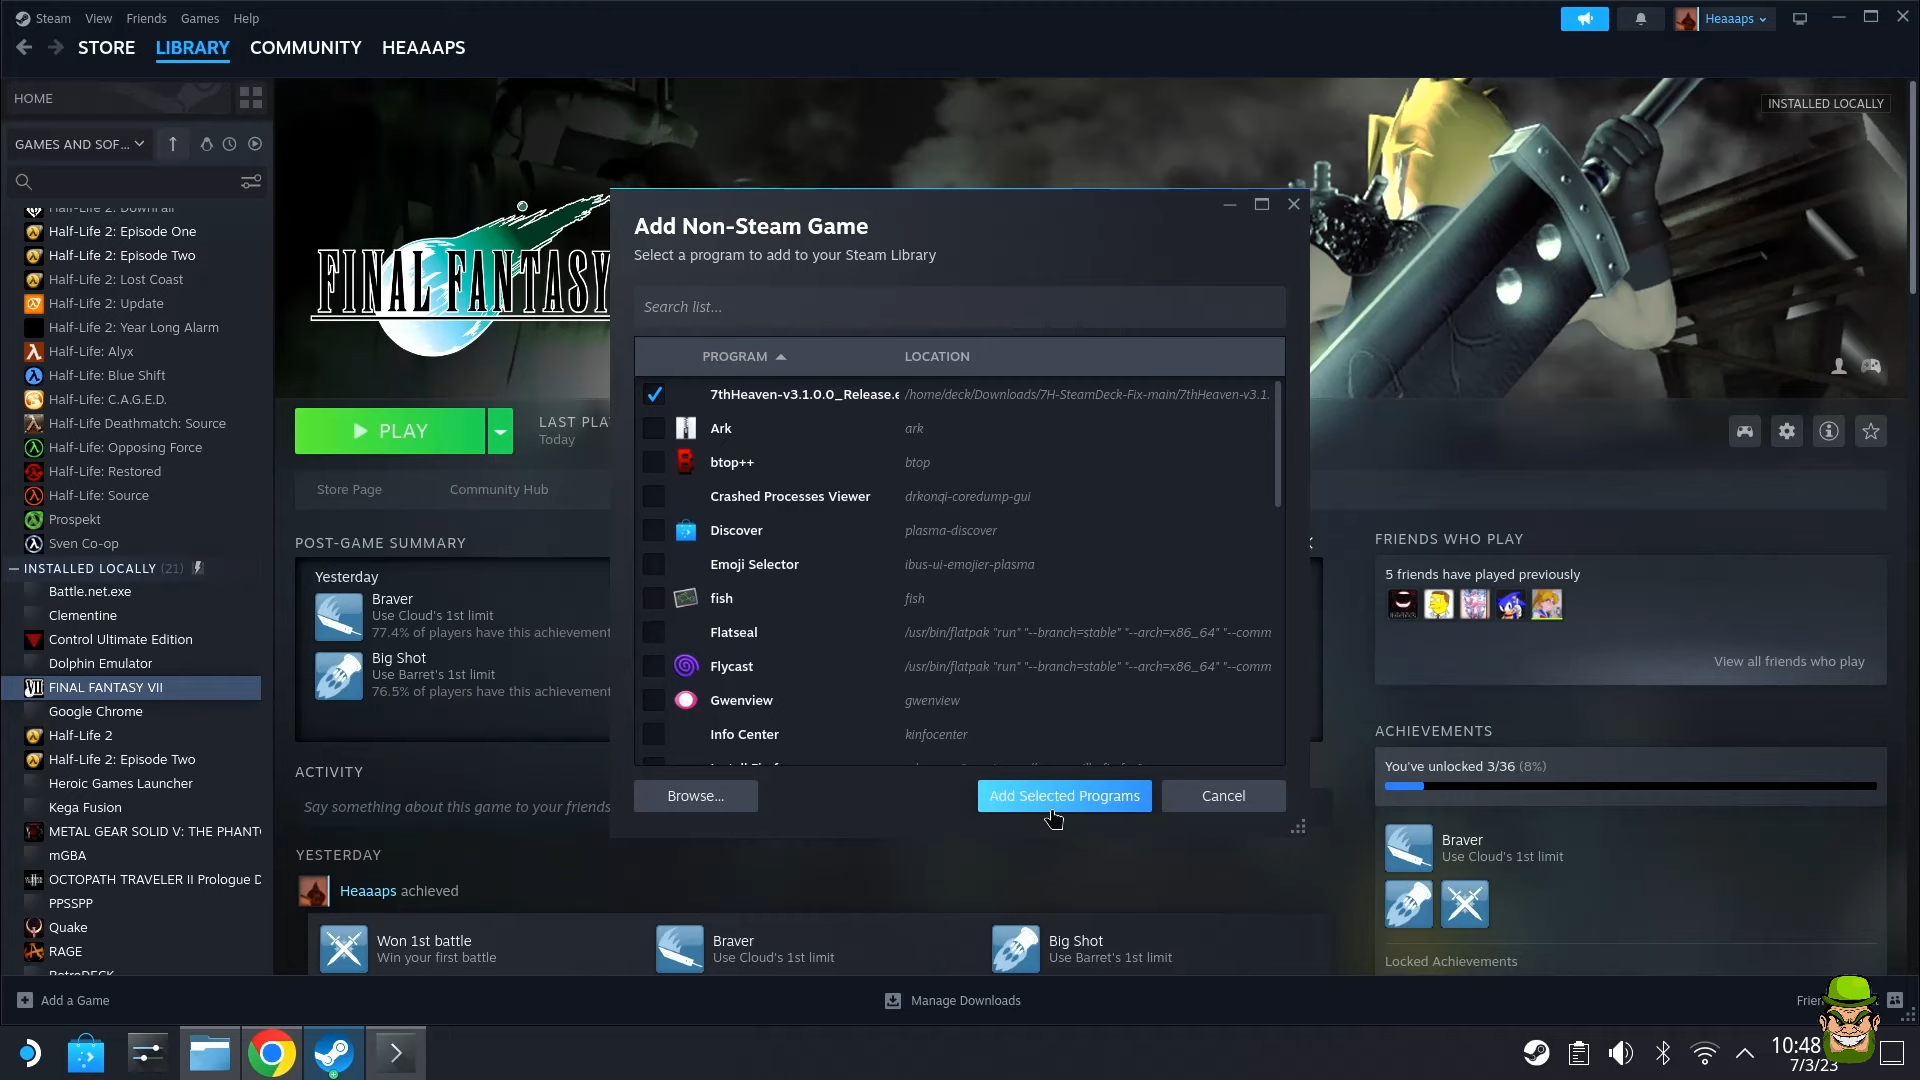 Steam View Friends Games Help
Heaaaps
STORE LIBRARY COMMUNITY HEAAAPS
HOME
INSTALLED LOCALLY
GAMES AND SOF...
Half-Life 2: Downfall
Half-Life 2: Episode One
Half-Life 2: Episode Two
Half-Life 2: Lost Coast
Half-Life 2: Update
Half-Life 2: Year Long Alarm
Half-Life: Alyx
Half-Life: Blue Shift
Half-Life: C.A.G.E.D.
Half-Life Deathmatch: Source
Half-Life: Opposing Force
Half-Life: Restored
Half-Life: Source
Prospekt
Sven Co-op
INSTALLED LOCALLY (21)
Battle.net.exe
Clementine
Control Ultimate Edition
Dolphin Emulator
VII FINAL FANTASY VII
Google Chrome
Half-Life 2
Half-Life 2: Episode Two
Heroic Games Launcher
Kega Fusion
METAL GEAR SOLID V: THE PHANT
mGBA
OCTOPATH TRAVELER II Prologue D
PPSSPP
Quake
RAGE
RetroDECK
FINAL FANTASY
PLAY
LAST PLA
Today
Store Page Community Hub
POST-GAME SUMMARY
Yesterday
Braver
Use Cloud's 1st limit
77.4% of players have this achievement
Big Shot
Use Barret's 1st limit
76.5% of players have this achievement
ACTIVITY
Say something about this game to your friends
YESTERDAY
Heaaaps achieved
Won 1st battle
Win your first battle
Braver
Use Cloud's 1st limit
Big Shot
Use Barret's 1st limit
Add Non-Steam Game
Select a program to add to your Steam Library
Search list...
PROGRAM LOCATION
7thHeaven-v3.1.0.0_Release.e /home/deck/Downloads/7H-SteamDeck-Fix-main/7thHeaven-v3.1.
Ark ark
btop++ btop
Crashed Processes Viewer drkonqi-coredump-gui
Discover plasma-discover
Emoji Selector ibus-ui-emojier-plasma
fish fish
Flatseal /usr/bin/flatpak "run" "--branch=stable" "--arch=x86_64" "--comm
Flycast /usr/bin/flatpak "run" "--branch=stable" "--arch=x86_64" "--comm
Gwenview gwenview
Info Center kinfocenter
Browse... Add Selected Programs Cancel
FRIENDS WHO PLAY
5 friends have played previously
View all friends who play
ACHIEVEMENTS
You've unlocked 3/36 (8%)
Braver
Use Cloud's 1st limit
Locked Achievements
Add a Game
Manage Downloads
Frien
10:48
7/3/23